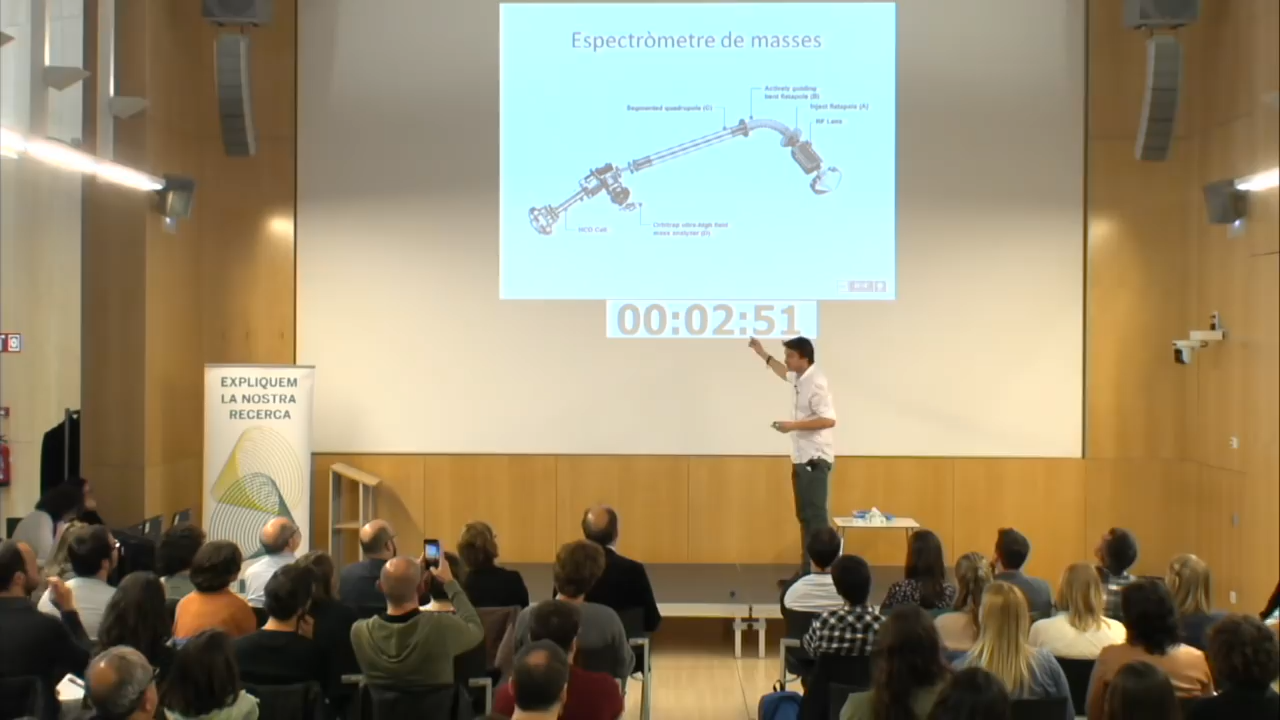 Espectròmetre de masses
Actively guiding
bent flatapole (B)
Segmented quadrupole (C)
Inject flatapole (A)
RF Lens
HCD Cell
Orbitrap ultra-high field
mass analyzer (D)
00:02:51
EXPLIQUEM
LA NOSTRA
RECERCA